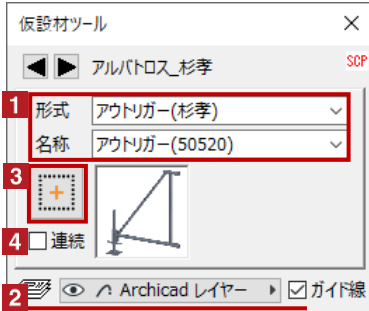 仮設材ツール
アルバトロス_杉孝
SCP
1
形式 アウトリガー(杉孝)
名称 アウトリガー(50520)
3
4
連続
2
Archicad レイヤー
ガイド線